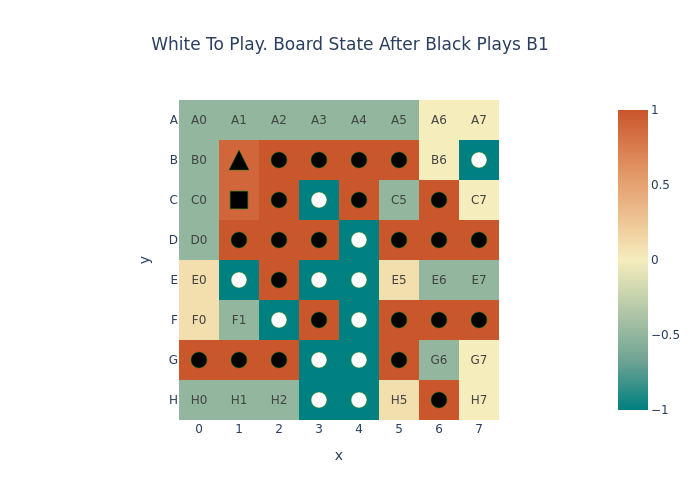 White To Play. Board State After Black Plays B1
A A0 A1 A2 A3 A4 A5 A6 A7
B B0 B6
C C0 C5 C7
D D0
E E0 E5 E6 E7
F F0 F1
G G6 G7
H H0 H1 H2 H5 H7
0 1 2 3 4 5 6 7
x
y
1
0.5
0
−0.5
−1